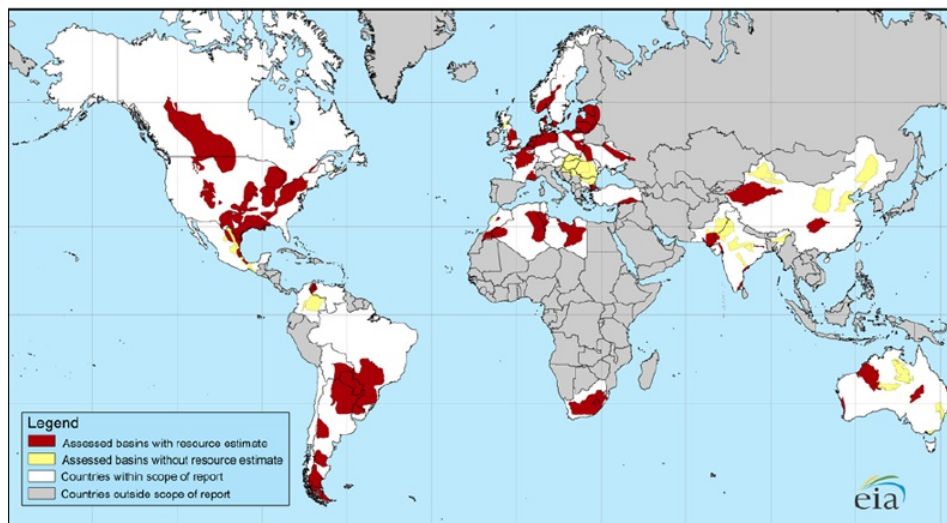 Legend
Assessed basins with resource estimate
Assessed basins without resource estimate
Countries within scope of report
Countries outside scope of report
eia